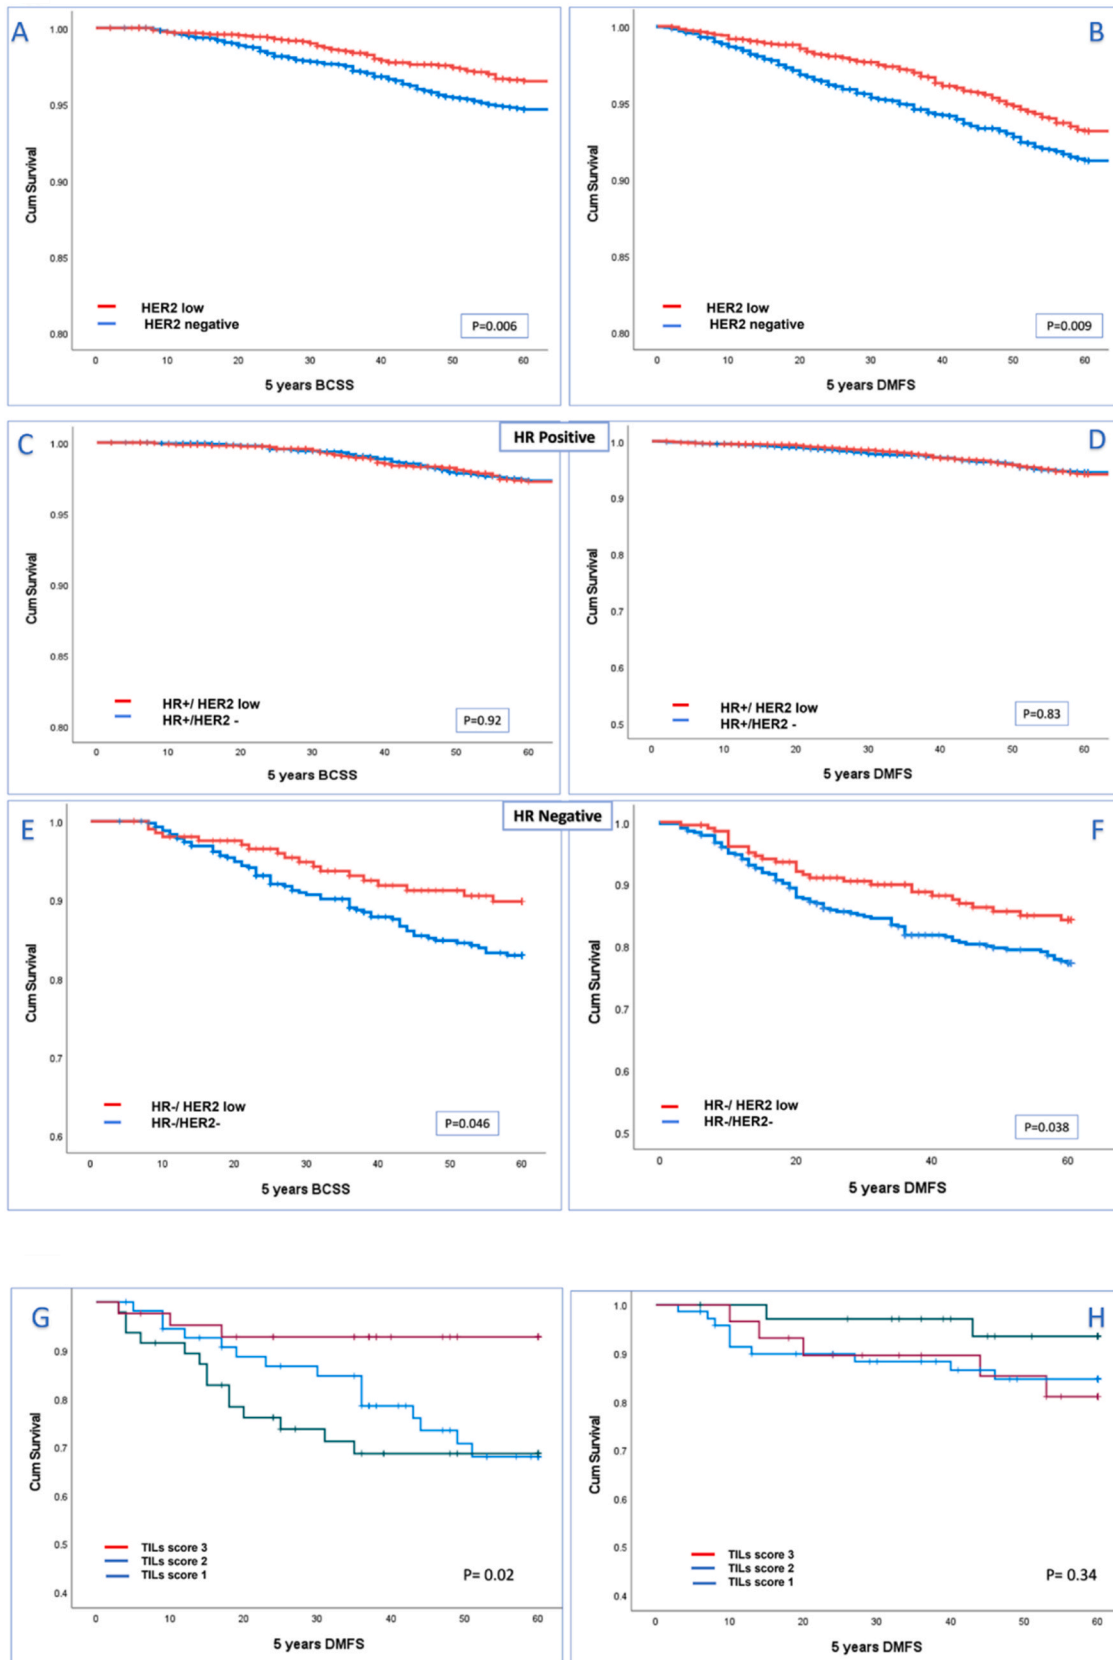 A
1.00
0.95
0.90
0.85
0.80
Cum Survival
HER2 low
HER2 negative
P=0.006
0 10 20 30 40 50 60
5 years BCSS
B
1.00
0.95
0.90
0.85
0.80
Cum Survival
HER2 low
HER2 negative
P=0.009
0 10 20 30 40 50 60
5 years DMFS
HR Positive
C
1.00
0.95
0.90
0.85
0.80
Cum Survival
HR+/ HER2 low
HR+/HER2 -
P=0.92
0 10 20 30 40 50 60
5 years BCSS
D
1.0
0.9
0.8
0.7
0.6
0.5
Cum Survival
HR+/ HER2 low
HR+/HER2 -
P=0.83
0 10 20 30 40 50 60
5 years DMFS
HR Negative
E
1.0
0.9
0.8
0.7
0.6
Cum Survival
HR-/ HER2 low
HR-/HER2-
P=0.046
0 10 20 30 40 50 60
5 years BCSS
F
1.0
0.9
0.8
0.7
0.6
0.5
Cum Survival
HR-/ HER2 low
HR-/HER2-
P=0.038
0 20 40 60
5 years DMFS
G
0.9
0.8
0.7
0.6
0.5
0.4
Cum Survival
TILs score 3
TILs score 2
TILs score 1
P= 0.02
0 10 20 30 40 50 60
5 years DMFS
H
1.0
0.9
0.8
0.7
0.6
0.5
0.4
Cum Survival
TILs score 3
TILs score 2
TILs score 1
P= 0.34
0 10 20 30 40 50 60
5 years DMFS